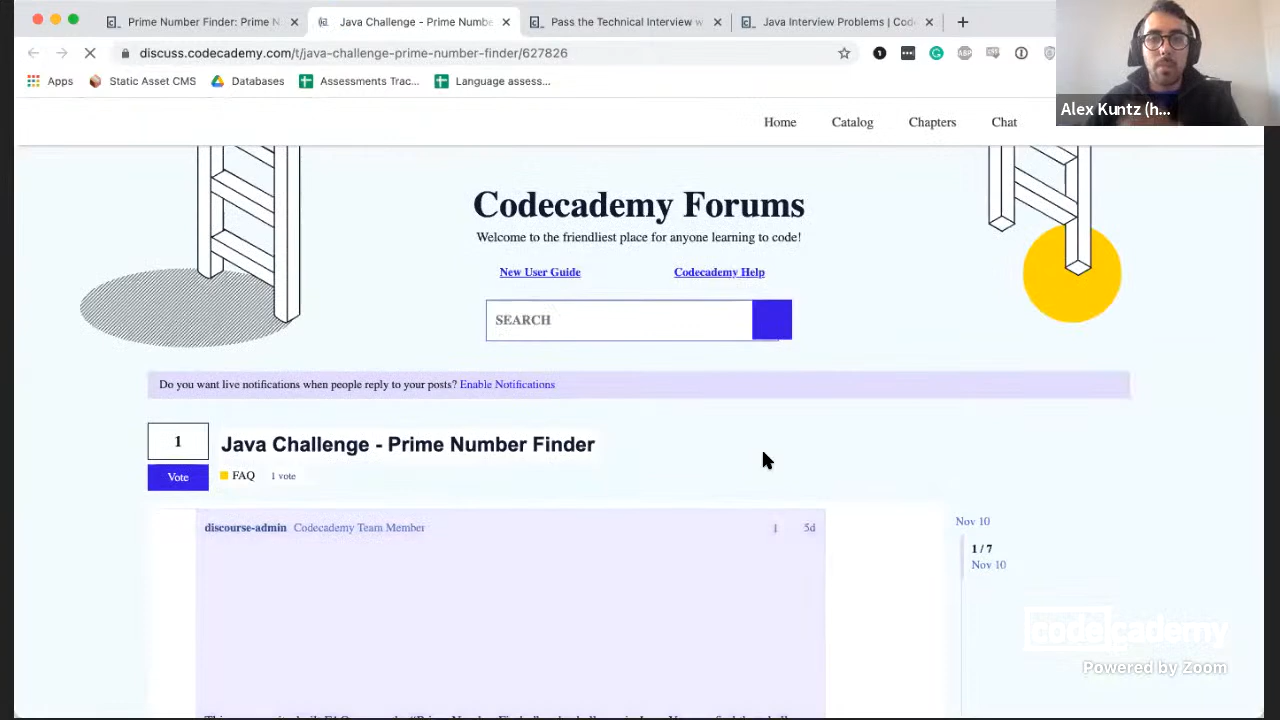 Prime Number Finder: Prime N
Java Challenge - Prime Numbe
Pass the Technical Interview w
Java Interview Problems | Cod
discuss.codecademy.com/t/java-challenge-prime-number-finder/627826
Apps
Static Asset CMS
Databases
Assessments Trac...
Language assess...
Alex Kuntz (h...
Home
Catalog
Chapters
Chat
Codecademy Forums
Welcome to the friendliest place for anyone learning to code!
New User Guide
Codecademy Help
SEARCH
Do you want live notifications when people reply to your posts? Enable Notifications
1
Java Challenge - Prime Number Finder
Vote
FAQ
1 vote
discourse-admin Codecademy Team Member
1
5d
Nov 10
1 / 7
Nov 10
codecademy
Powered by Zoom